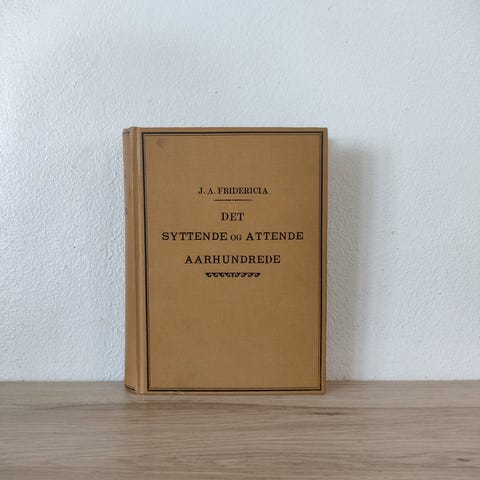 J. A. FRIDERICIA
DET
SYTTENDE OG ATTENDE
AARHUNDREDE